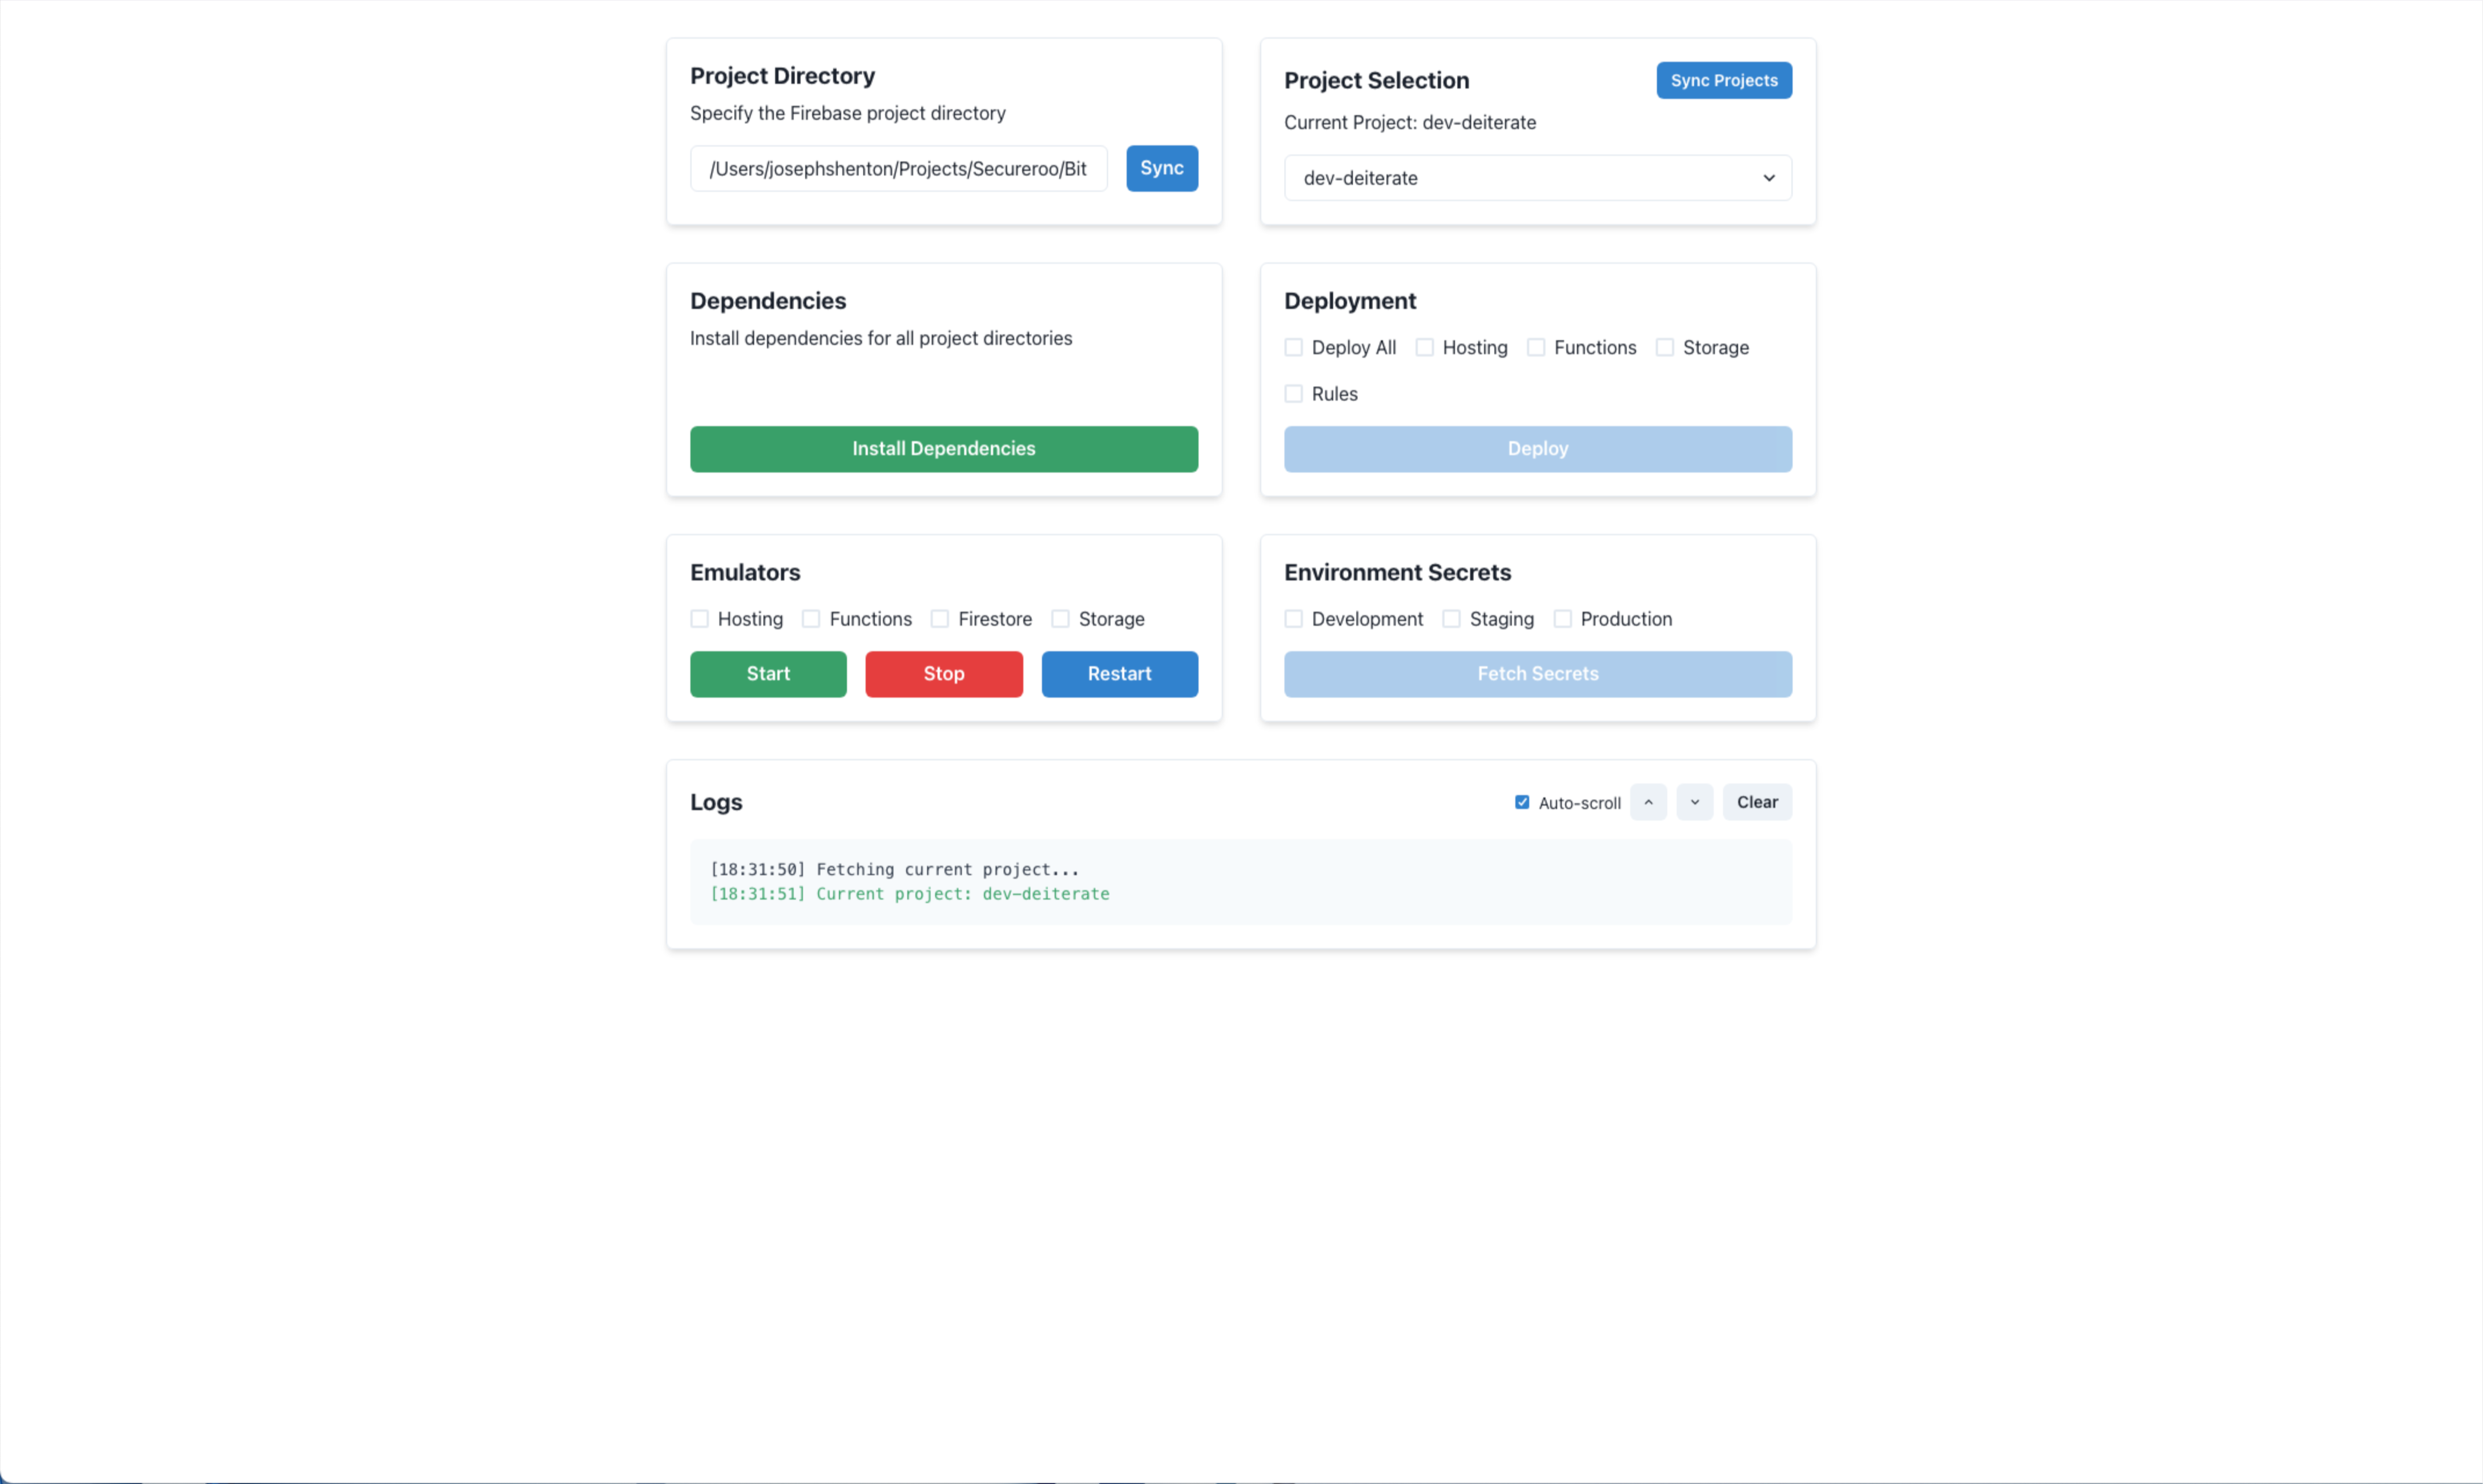 Project Directory
Specify the Firebase project directory
/Users/josephshenton/Projects/Secureroo/Bit
Sync
Project Selection
Sync Projects
Current Project: dev-deiterate
dev-deiterate
Dependencies
Install dependencies for all project directories
Install Dependencies
Deployment
Deploy All Hosting Functions Storage
Rules
Deploy
Emulators
Hosting Functions Firestore Storage
Start Stop Restart
Environment Secrets
Development Staging Production
Fetch Secrets
Logs
Auto-scroll Clear
[18:31:50] Fetching current project...
[18:31:51] Current project: dev-deiterate